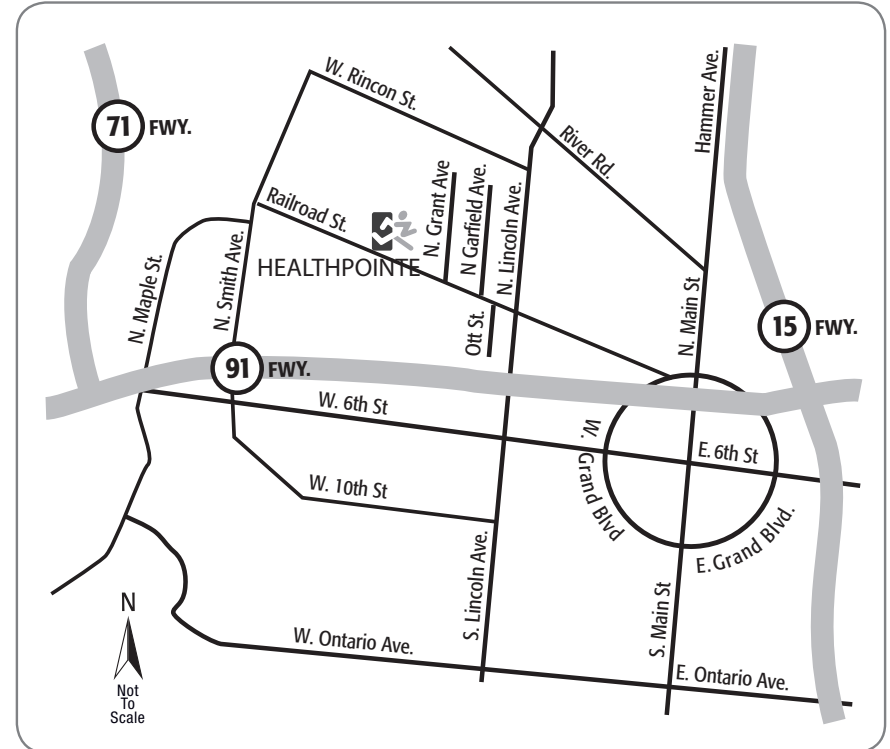 W. Rincon St.
Hammer Ave.
71 FWY.
River Rd.
N. Grant Ave
N Garfield Ave.
N. Lincoln Ave.
Railroad St.
HEALTHPOINTE
N. Maple St.
N. Smith Ave.
Ott St.
N. Main St
15 FWY.
91 FWY.
W. 6th St
W. Grand Blvd
E. 6th St
W. 10th St
E. Grand Blvd.
S. Lincoln Ave.
S. Main St
N
Not
To
Scale
W. Ontario Ave.
E. Ontario Ave.